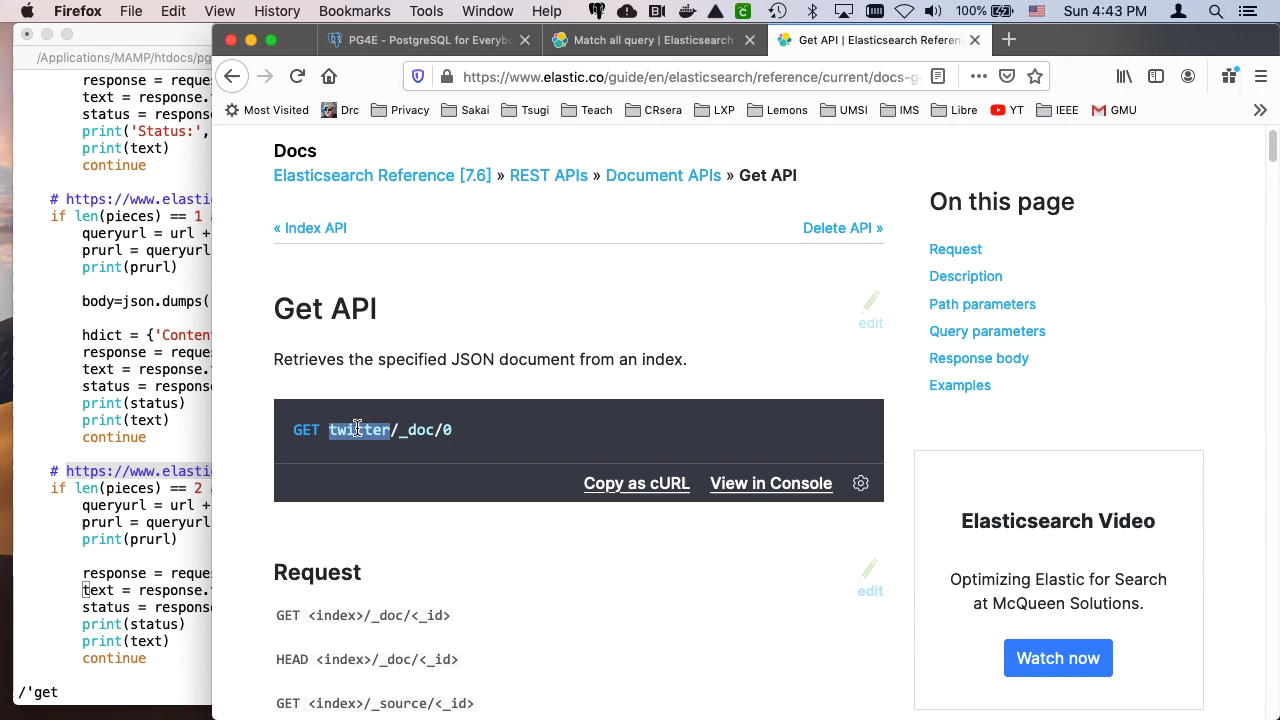 Firefox File Edit View History Bookmarks Tools Window Help 100% Sun 4:43 PM
/Applications/MAMP/htdocs/pg
PG4E - PostgreSQL for Everybo
Match all query | Elasticsearch
Get API | Elasticsearch Referen
https://www.elastic.co/guide/en/elasticsearch/reference/current/docs-g
Most Visited Drc Privacy Sakai Tsugi Teach CRsera LXP Lemons UMSI IMS Libre YT IEEE GMU
response = reque
text = response.
status = respons
print('Status:',
print(text)
continue
# https://www.elasti
if len(pieces) == 1
queryurl = url +
prurl = queryurl
print(prurl)
body=json.dumps(
hdict = {'Conten
response = reque
text = response.
status = respons
print(status)
print(text)
continue
# https://www.elasti
if len(pieces) == 2
queryurl = url +
prurl = queryurl
print(prurl)
response = reque
text = response.
status = respons
print(status)
print(text)
continue
/'get
Docs
Elasticsearch Reference [7.6] » REST APIs » Document APIs » Get API
« Index API
Delete API »
Get API
edit
Retrieves the specified JSON document from an index.
GET twitter/_doc/0
Copy as cURL View in Console
Request
edit
GET <index>/_doc/<_id>
HEAD <index>/_doc/<_id>
GET <index>/_source/<_id>
On this page
Request
Description
Path parameters
Query parameters
Response body
Examples
Elasticsearch Video
Optimizing Elastic for Search
at McQueen Solutions.
Watch now